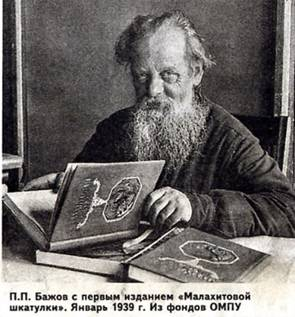 П.П. Бажов с первым изданием «Малахитовой
шкатулки». Январь 1939 г. Из фондов ОМПУ